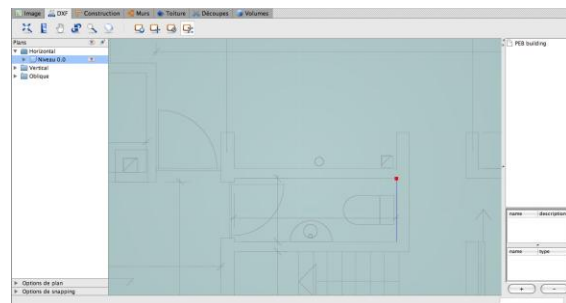 Image DXF Construction Murs Toiture Découpes Volumes
Plans
Horizontal
Niveau 0.0
Vertical
Oblique
PEB building
name description
name type
Options de plan
Options de snapping